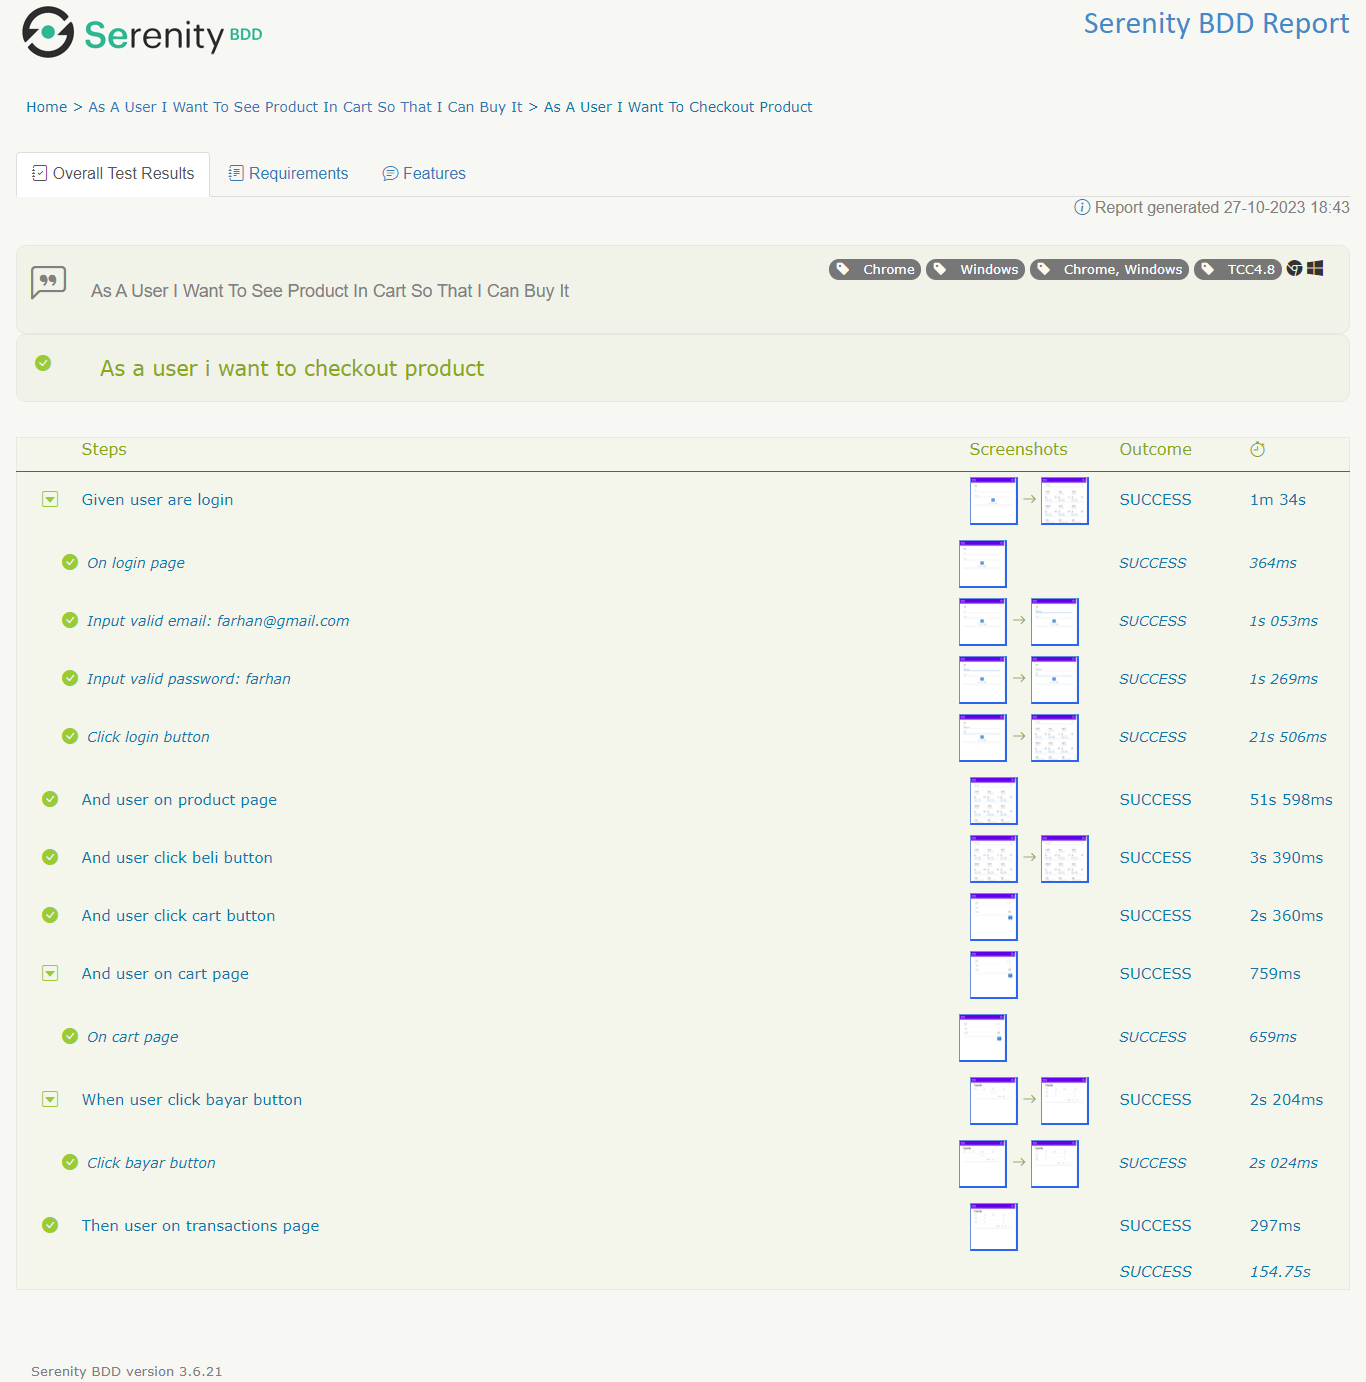 Serenity BDD
Serenity BDD Report
Home > As A User I Want To See Product In Cart So That I Can Buy It > As A User I Want To Checkout Product
Overall Test Results Requirements Features
Report generated 27-10-2023 18:43
Chrome Windows Chrome, Windows TCC4.8
As A User I Want To See Product In Cart So That I Can Buy It
As a user i want to checkout product
Steps Screenshots Outcome
Given user are login SUCCESS 1m 34s
On login page SUCCESS 364ms
Input valid email: farhan@gmail.com SUCCESS 1s 053ms
Input valid password: farhan SUCCESS 1s 269ms
Click login button SUCCESS 21s 506ms
And user on product page SUCCESS 51s 598ms
And user click beli button SUCCESS 3s 390ms
And user click cart button SUCCESS 2s 360ms
And user on cart page SUCCESS 759ms
On cart page SUCCESS 659ms
When user click bayar button SUCCESS 2s 204ms
Click bayar button SUCCESS 2s 024ms
Then user on transactions page SUCCESS 297ms
SUCCESS 154.75s
Serenity BDD version 3.6.21